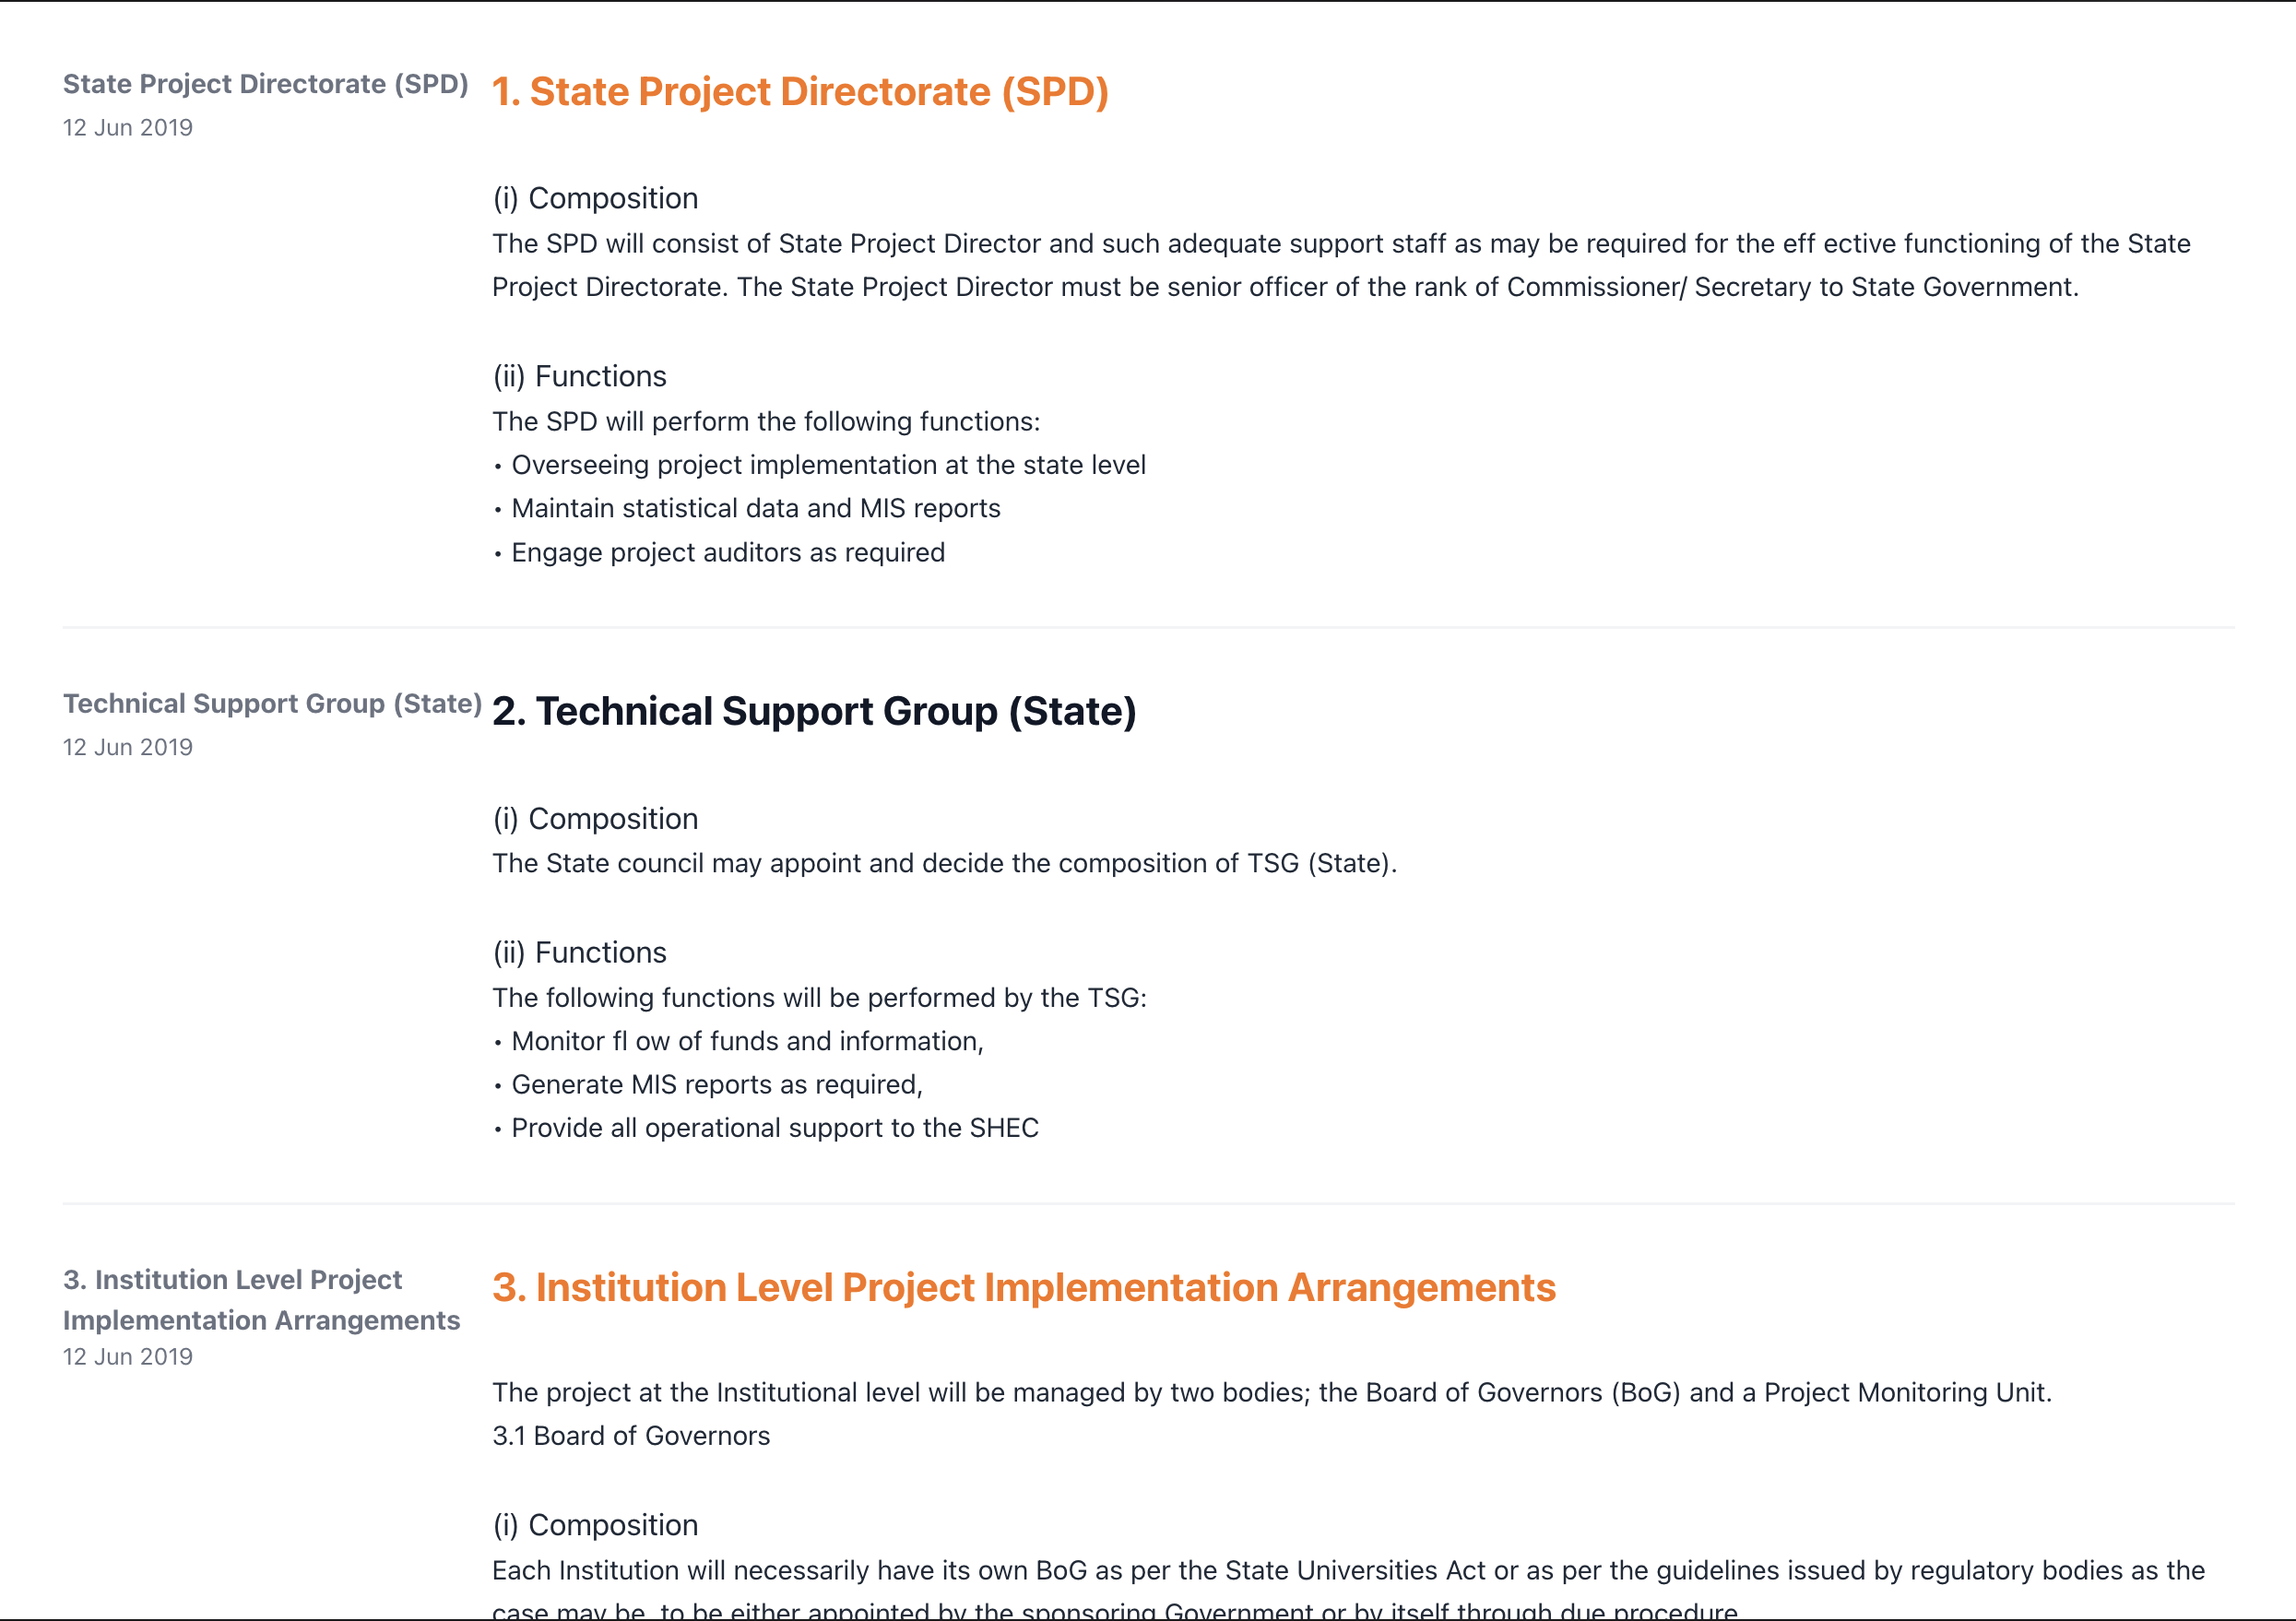 State Project Directorate (SPD)
12 Jun 2019
1. State Project Directorate (SPD)
(i) Composition
The SPD will consist of State Project Director and such adequate support staff as may be required for the eff ective functioning of the State
Project Directorate. The State Project Director must be senior officer of the rank of Commissioner/ Secretary to State Government.
(ii) Functions
The SPD will perform the following functions:
• Overseeing project implementation at the state level
• Maintain statistical data and MIS reports
• Engage project auditors as required
Technical Support Group (State)
12 Jun 2019
2. Technical Support Group (State)
(i) Composition
The State council may appoint and decide the composition of TSG (State).
(ii) Functions
The following functions will be performed by the TSG:
• Monitor fl ow of funds and information,
• Generate MIS reports as required,
• Provide all operational support to the SHEC
3. Institution Level Project
Implementation Arrangements
12 Jun 2019
3. Institution Level Project Implementation Arrangements
The project at the Institutional level will be managed by two bodies; the Board of Governors (BoG) and a Project Monitoring Unit.
3.1 Board of Governors
(i) Composition
Each Institution will necessarily have its own BoG as per the State Universities Act or as per the guidelines issued by regulatory bodies as the
case may be, to be either appointed by the sponsoring Government or by itself through due procedure